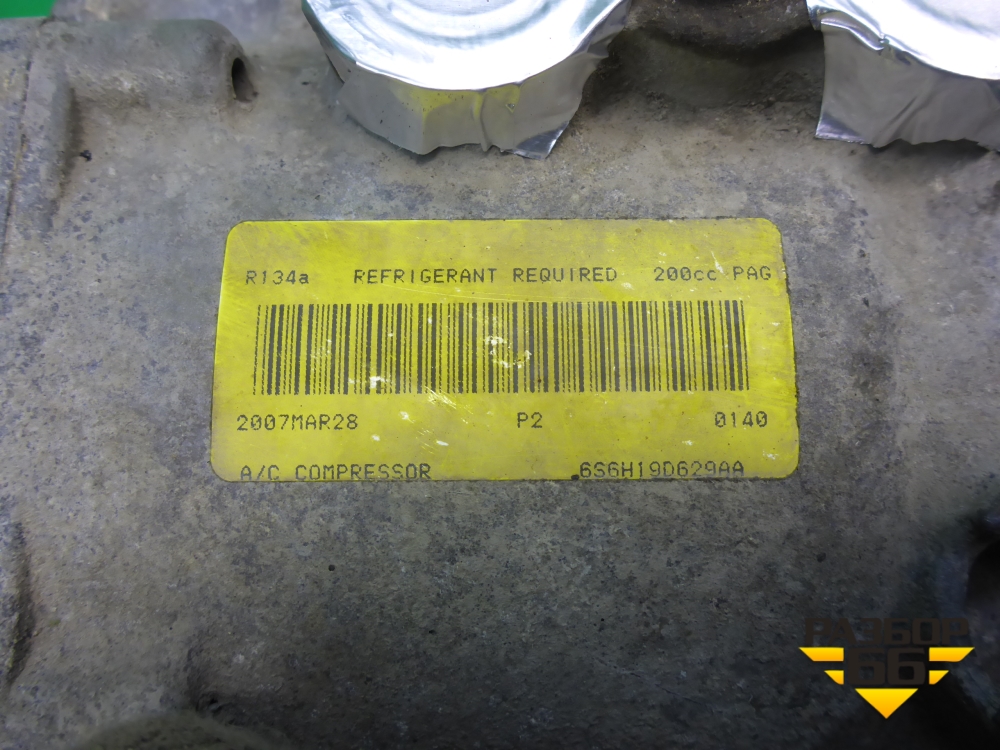 R134a REFRIGERANT REQUIRED 200cc PAG
2007MAR28 P2 0140
A/C COMPRESSOR 6S6H19D629AA
РАЗБОР
66